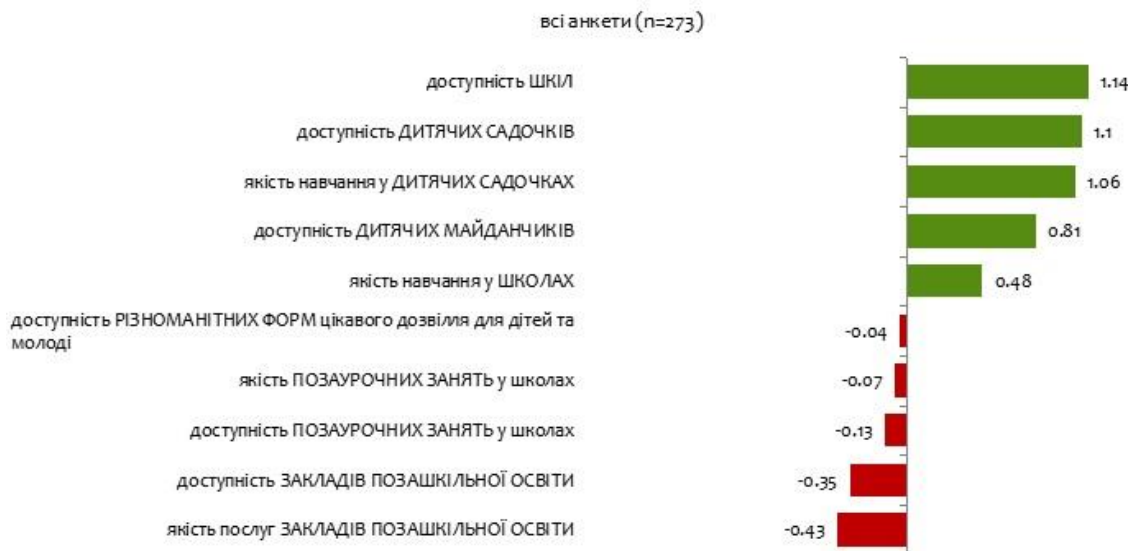 всі анкети (n=273)
доступність ШКІЛ
1.14
доступність ДИТЯЧИХ САДОЧКІВ
1.1
якість навчання у ДИТЯЧИХ САДОЧКАХ
1.06
доступність ДИТЯЧИХ МАЙДАНЧИКІВ
0.81
якість навчання у ШКОЛАХ
0.48
доступність РІЗНОМАНІТНИХ ФОРМ цікавого дозвілля для дітей та
молоді
-0.04
якість ПОЗАУРОЧНИХ ЗАНЯТЬ у школах
-0.07
доступність ПОЗАУРОЧНИХ ЗАНЯТЬ у школах
-0.13
доступність ЗАКЛАДІВ ПОЗАШКІЛЬНОЇ ОСВІТИ
-0.35
якість послуг ЗАКЛАДІВ ПОЗАШКІЛЬНОЇ ОСВІТИ
-0.43